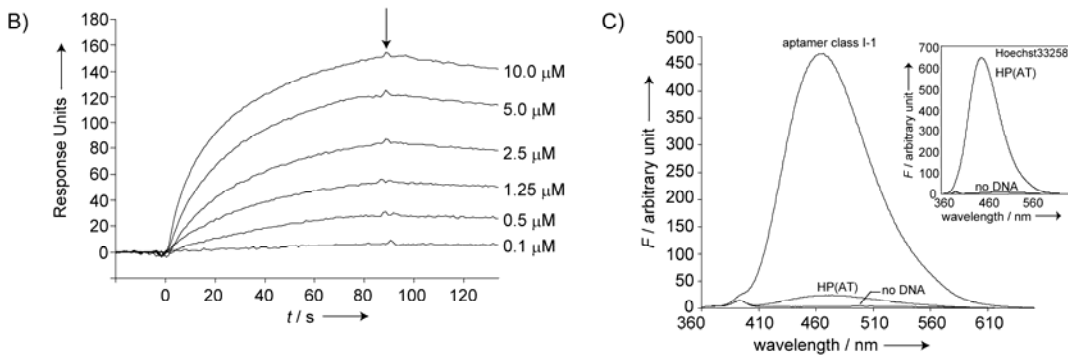 B)
Response Units
180
160
140
120
100
80
60
40
20
0
10.0 µM
5.0 µM
2.5 µM
1.25 µM
0.5 µM
0.1 µM
0 20 40 60 80 100 120
t / s
C)
F / arbitrary unit
500
450
400
350
300
250
200
150
100
50
0
aptamer class I-1
HP(AT)
no DNA
360 410 460 510 560 610
wavelength / nm
F / arbitrary unit
700
600
500
400
300
200
100
0
Hoechst33258
HP(AT)
no DNA
360 460 560
wavelength / nm